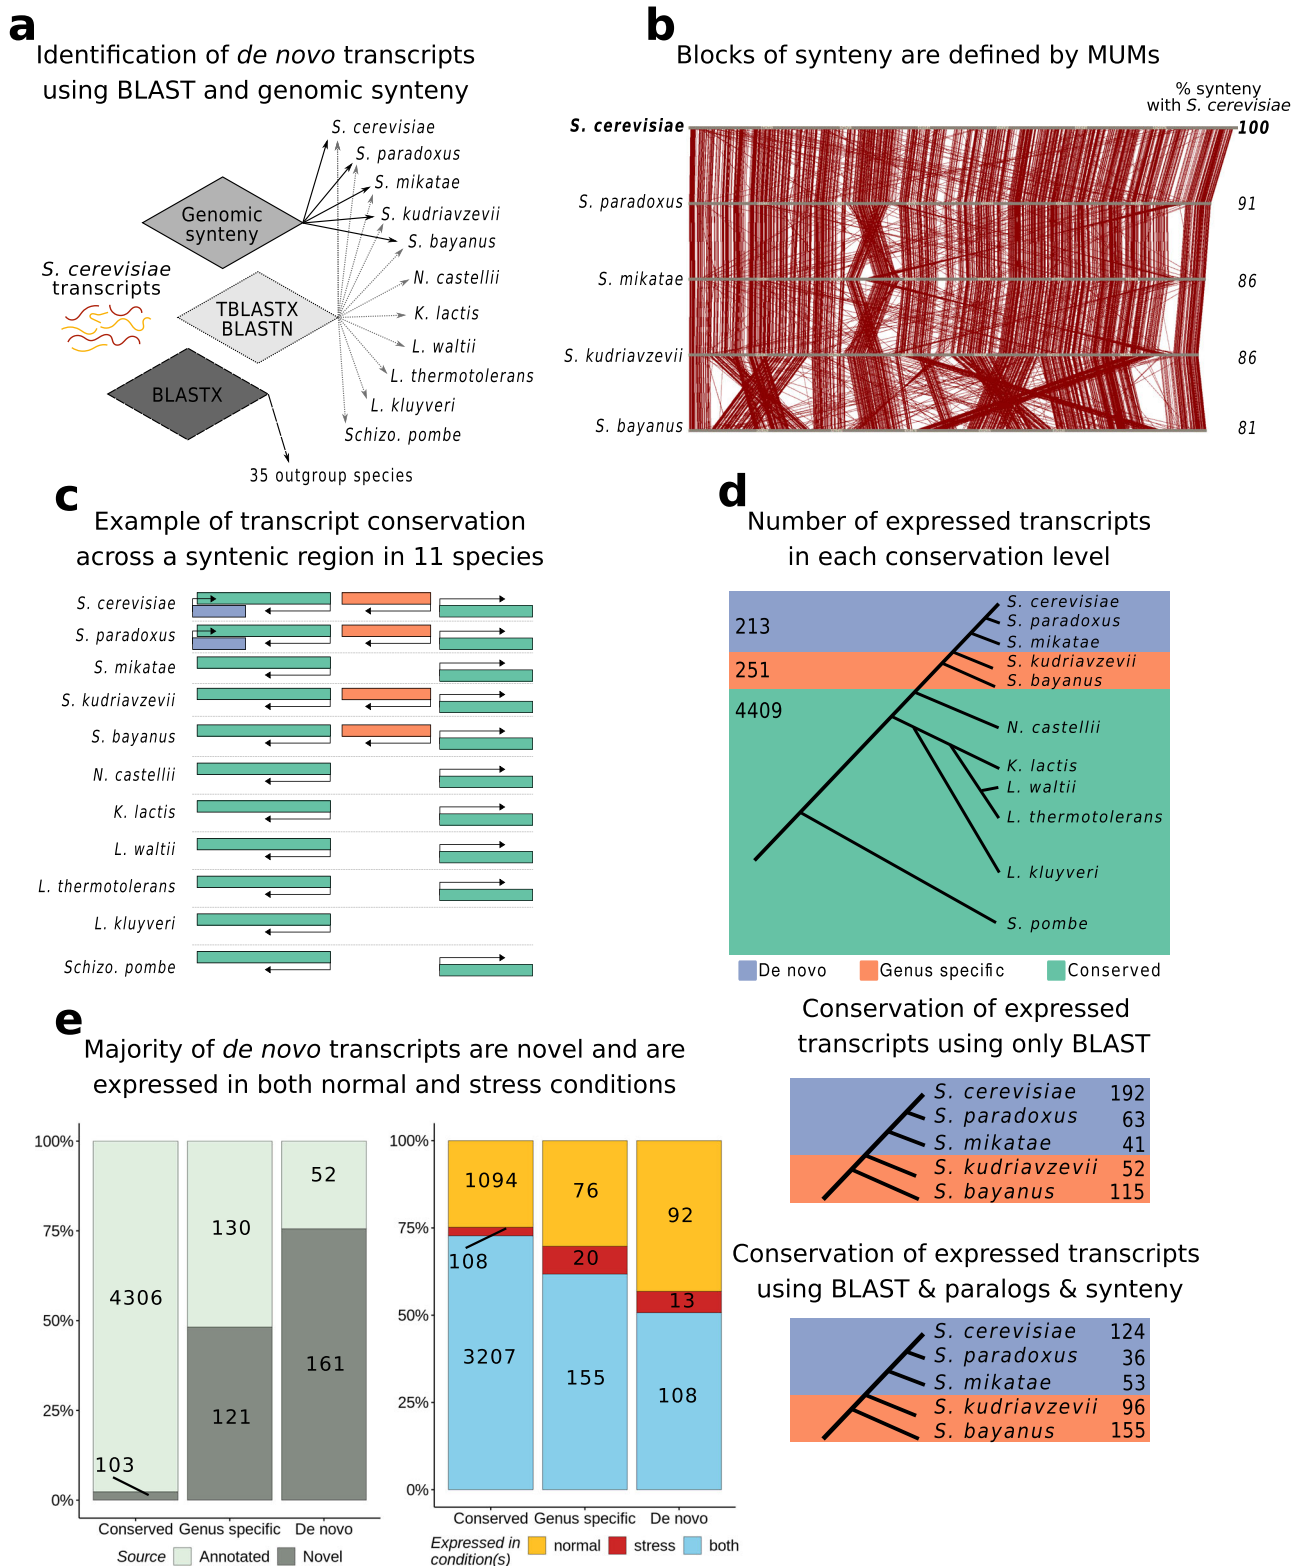 a
Identification of de novo transcripts
using BLAST and genomic synteny
Genomic
synteny
S. cerevisiae
transcripts
TBLASTX
BLASTN
BLASTX
S. cerevisiae
S. paradoxus
S. mikatae
S. kudriavzevii
S. bayanus
N. castellii
K. lactis
L. waltii
L. thermotolerans
L. kluyveri
Schizo. pombe
35 outgroup species
b
Blocks of synteny are defined by MUMs
% synteny
with S. cerevisiae
S. cerevisiae 100
S. paradoxus 91
S. mikatae 86
S. kudriavzevii 86
S. bayanus 81
c
Example of transcript conservation
across a syntenic region in 11 species
S. cerevisiae
S. paradoxus
S. mikatae
S. kudriavzevii
S. bayanus
N. castellii
K. lactis
L. waltii
L. thermotolerans
L. kluyveri
Schizo. pombe
d
Number of expressed transcripts
in each conservation level
213
251
4409
S. cerevisiae
S. paradoxus
S. mikatae
S. kudriavzevii
S. bayanus
N. castellii
K. lactis
L. waltii
L. thermotolerans
L. kluyveri
S. pombe
De novo Genus specific Conserved
Conservation of expressed
transcripts using only BLAST
S. cerevisiae 192
S. paradoxus 63
S. mikatae 41
S. kudriavzevii 52
S. bayanus 115
Conservation of expressed transcripts
using BLAST & paralogs & synteny
S. cerevisiae 124
S. paradoxus 36
S. mikatae 53
S. kudriavzevii 96
S. bayanus 155
e
Majority of de novo transcripts are novel and are
expressed in both normal and stress conditions
100%
75%
50%
25%
0%
4306
103
130
121
52
161
Conserved Genus specific De novo
Source Annotated Novel
100%
75%
50%
25%
0%
1094
108
3207
76
20
155
92
13
108
Conserved Genus specific De novo
Expressed in
condition(s) normal stress both